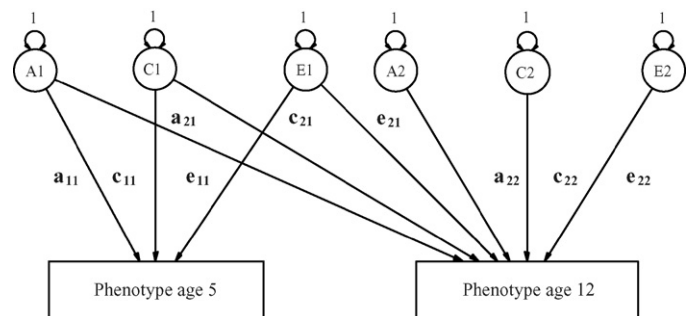 1 1 1 1 1 1
A1 C1 E1 A2 C2 E2
a21 c21 e21
a11 c11 e11 a22 c22 e22
Phenotype age 5 Phenotype age 12